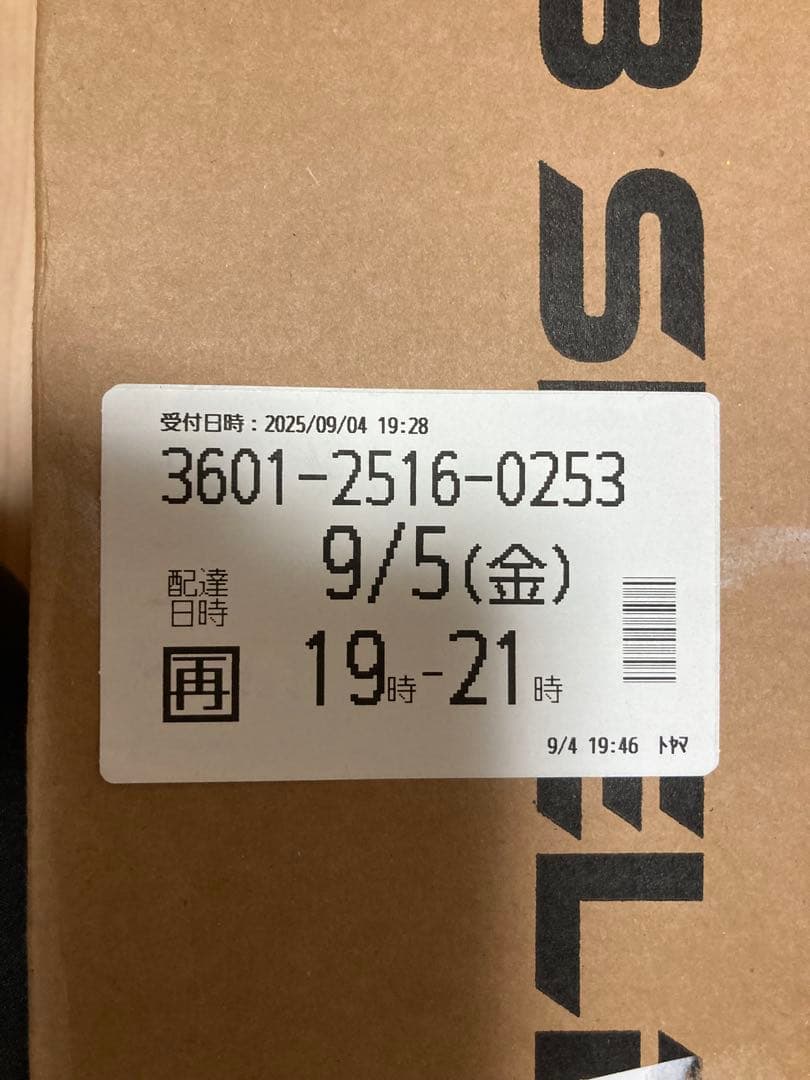 受付日時：2025/09/04 19:28
3601-2516-0253
配達
日時
9/5(金)
再
19時-21時
9/4 19:46 ﾄﾔﾏ